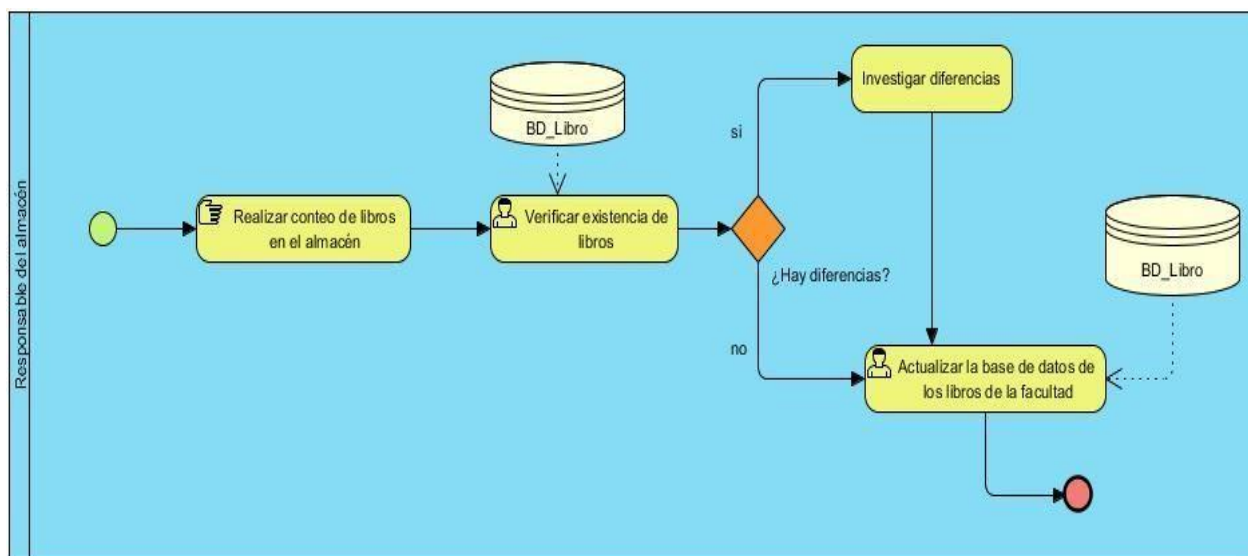 Responsable del almacón
Realizar conteo de libros
en el almacén
BD_Libro
Verificar existencia de
libros
si
¿Hay diferencias?
no
Investigar diferencias
BD_Libro
Actualizar la base de datos de
los libros de la facultad